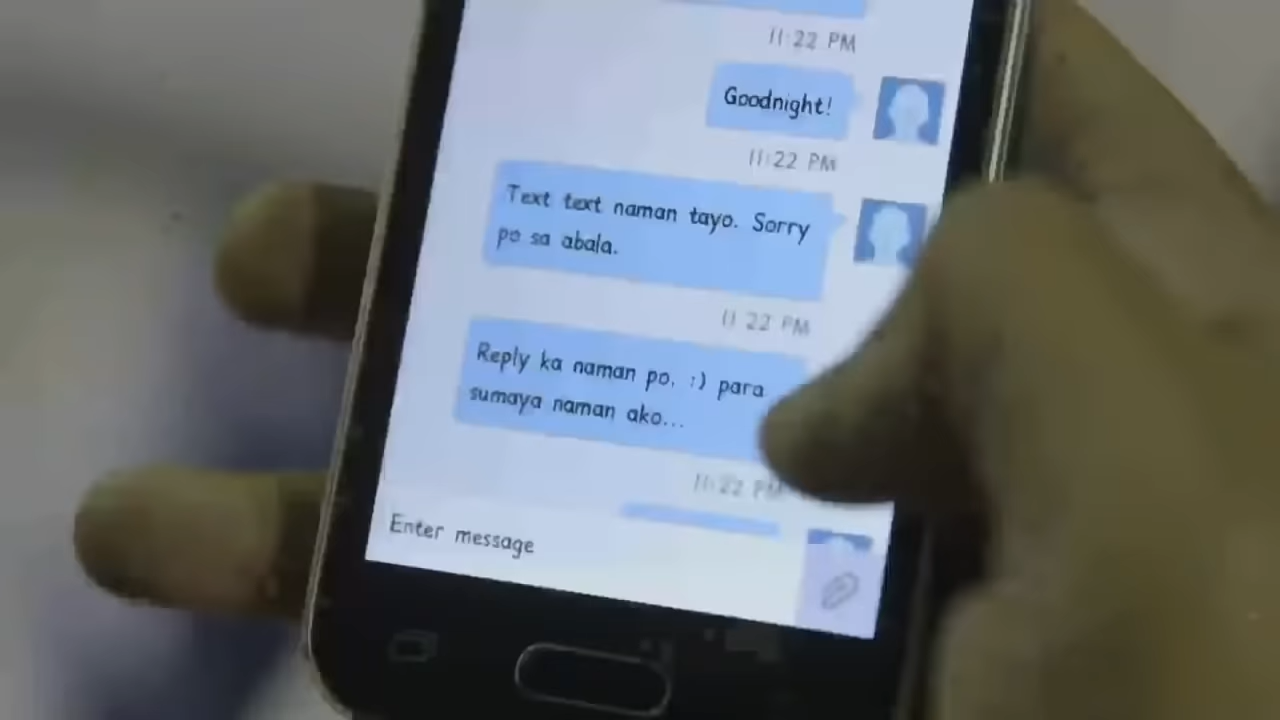 11:22 PM
Goodnight!
11:22 PM
Text text naman tayo. Sorry
po sa abala.
11:22 PM
Reply ka naman po. :) para
sumaya naman ako...
11:22 PM
Enter message